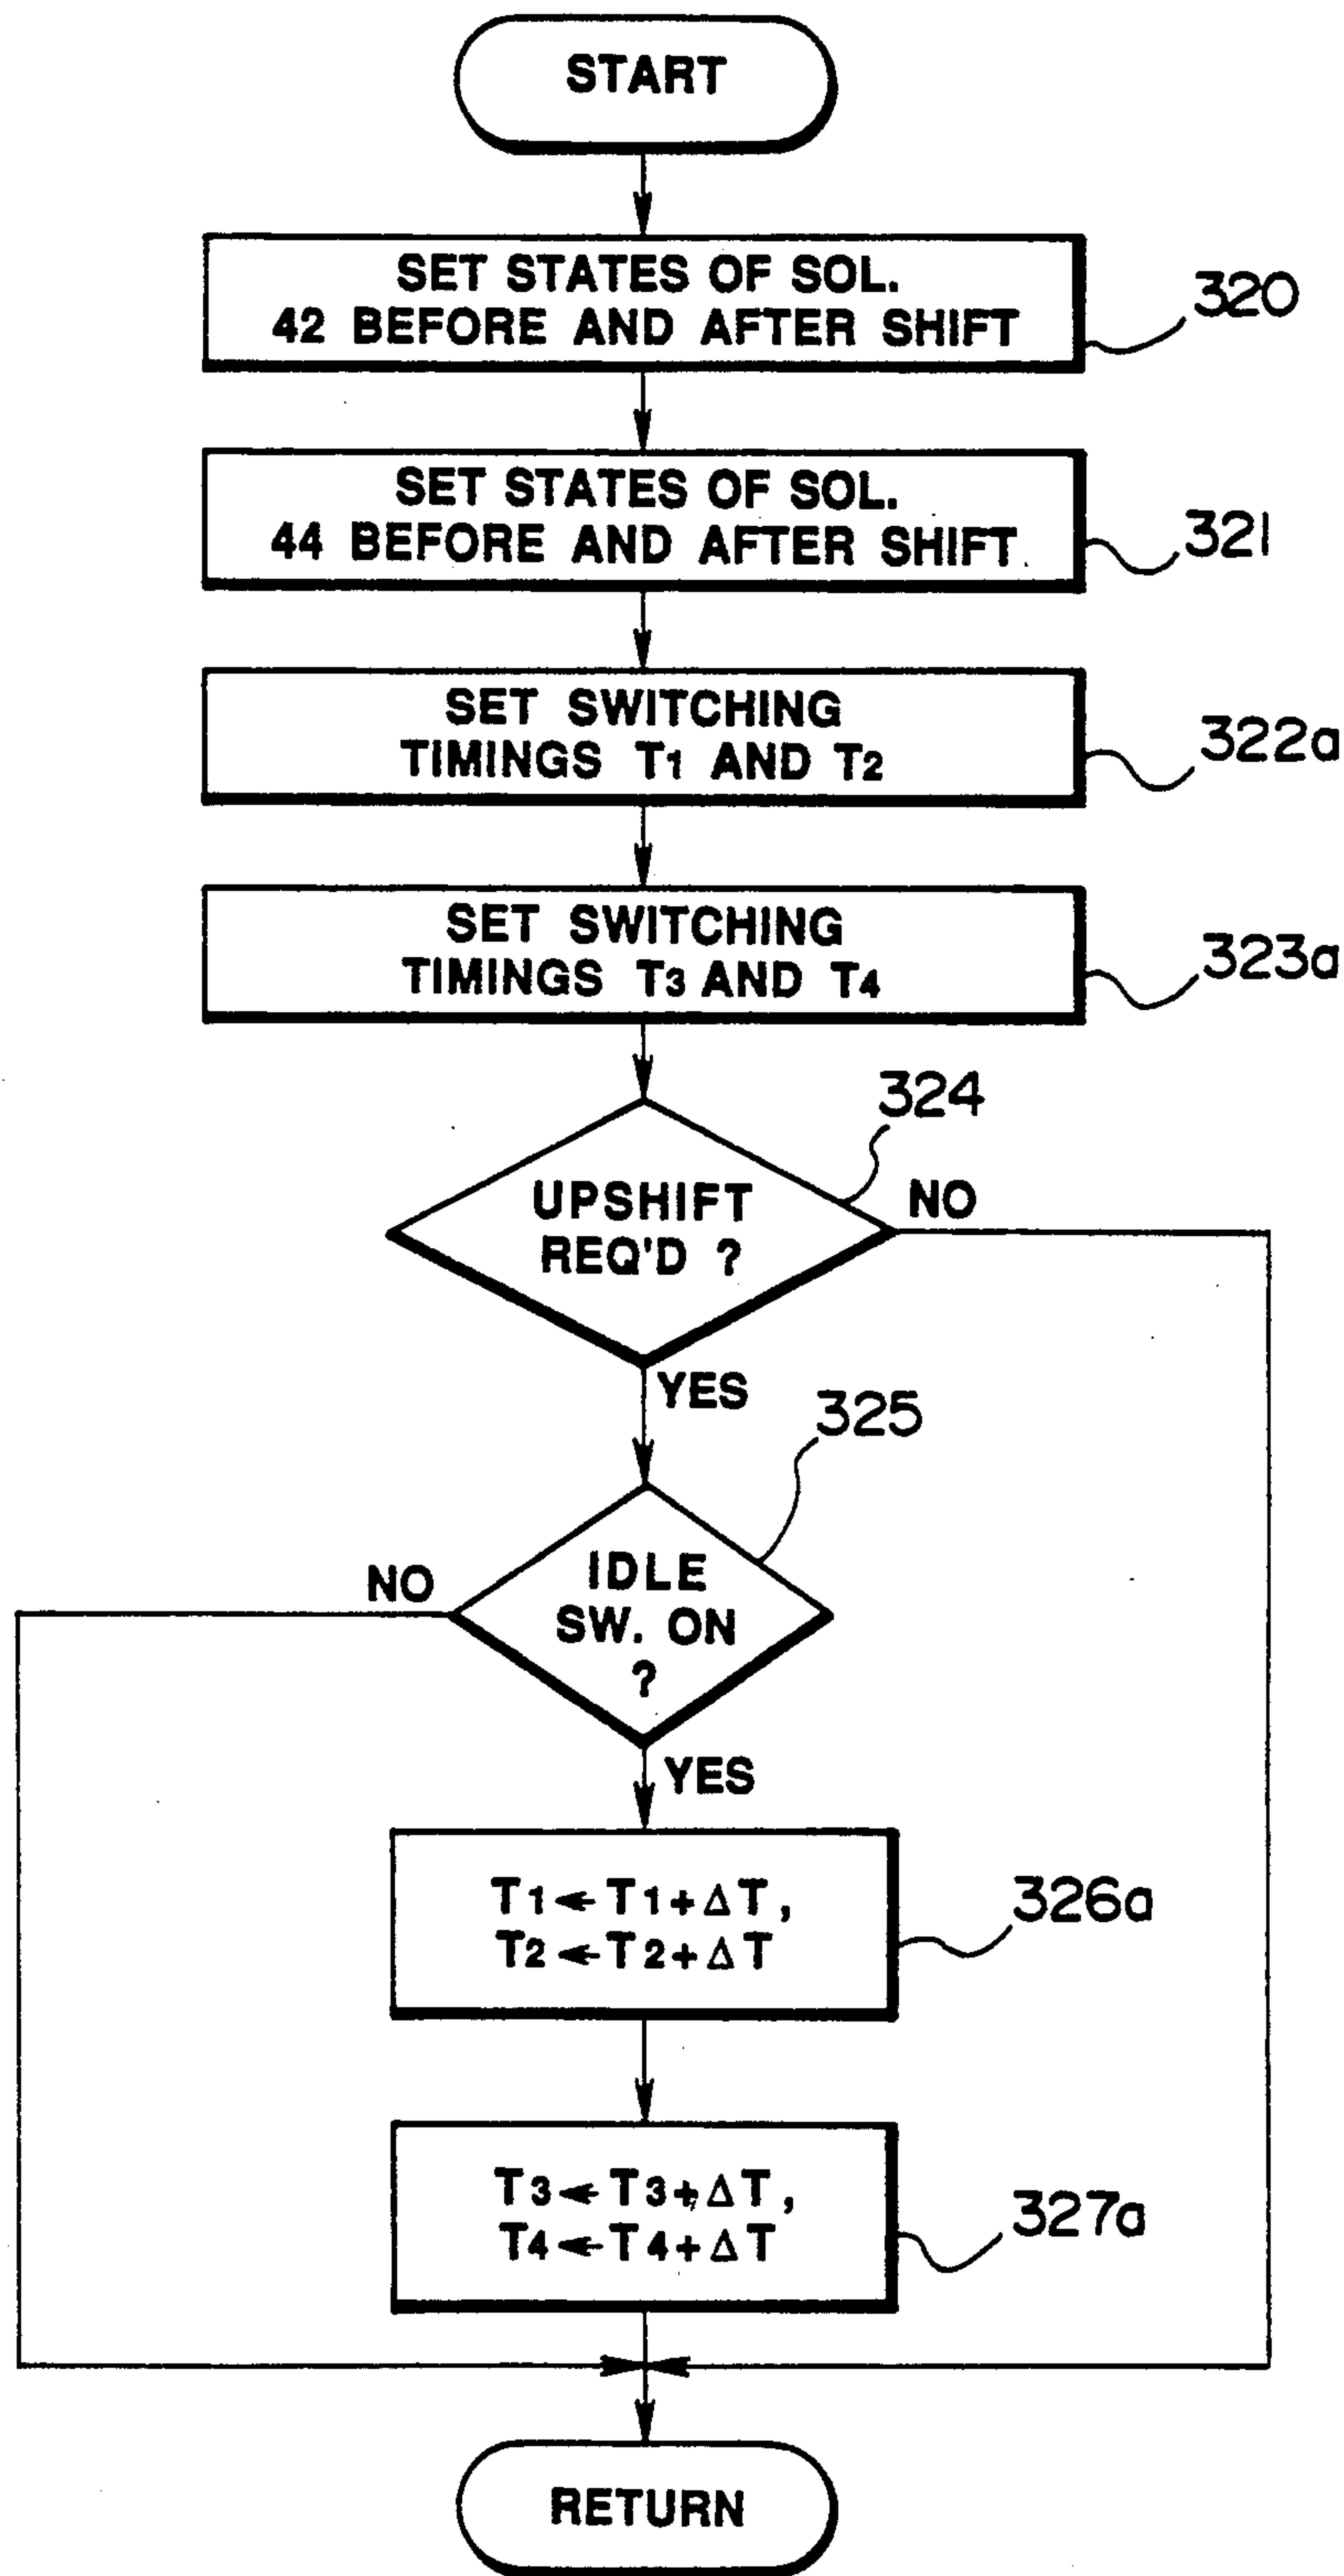 START
SET STATES OF SOL.
42 BEFORE AND AFTER SHIFT
320
SET STATES OF SOL.
44 BEFORE AND AFTER SHIFT
321
SET SWITCHING
TIMINGS T1 AND T2
322a
SET SWITCHING
TIMINGS T3 AND T4
323a
324
UPSHIFT
REQ'D ?
NO
YES
325
IDLE
SW. ON
?
NO
YES
T1←T1+ΔT,
T2←T2+ΔT
326a
T3←T3+ΔT,
T4←T4+ΔT
327a
RETURN